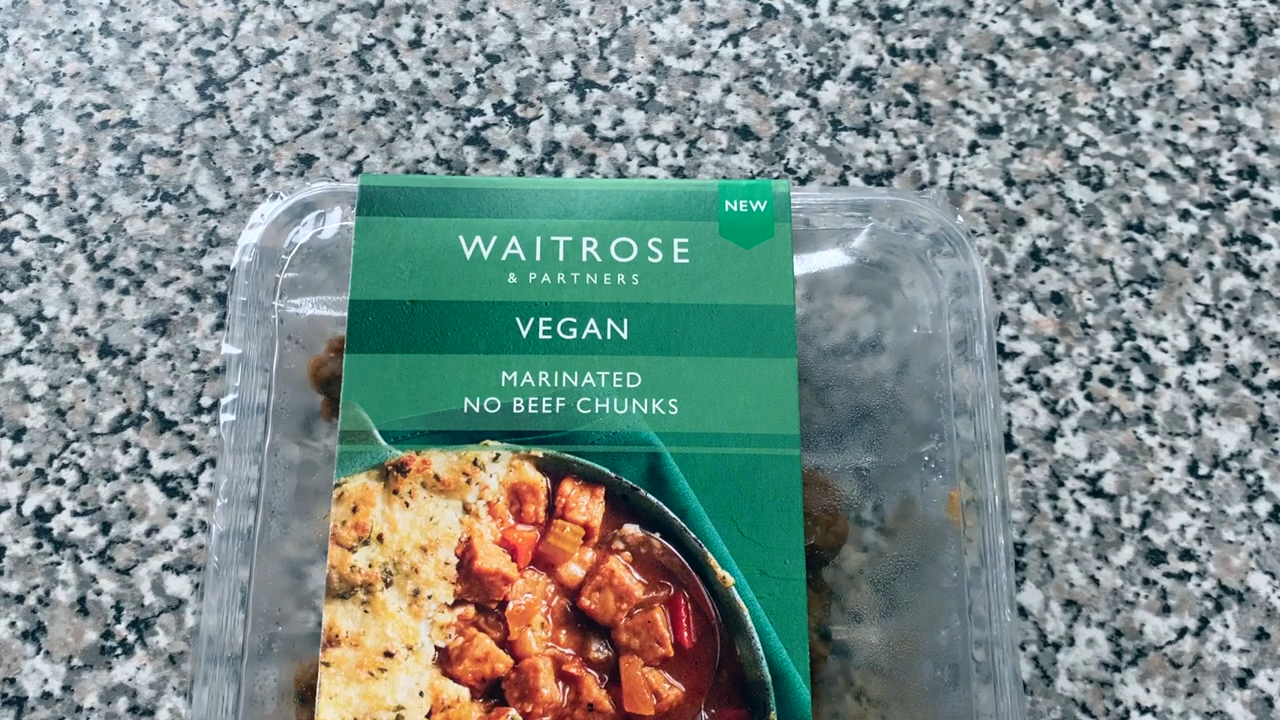 NEW
WAITROSE
& PARTNERS
VEGAN
MARINATED
NO BEEF CHUNKS